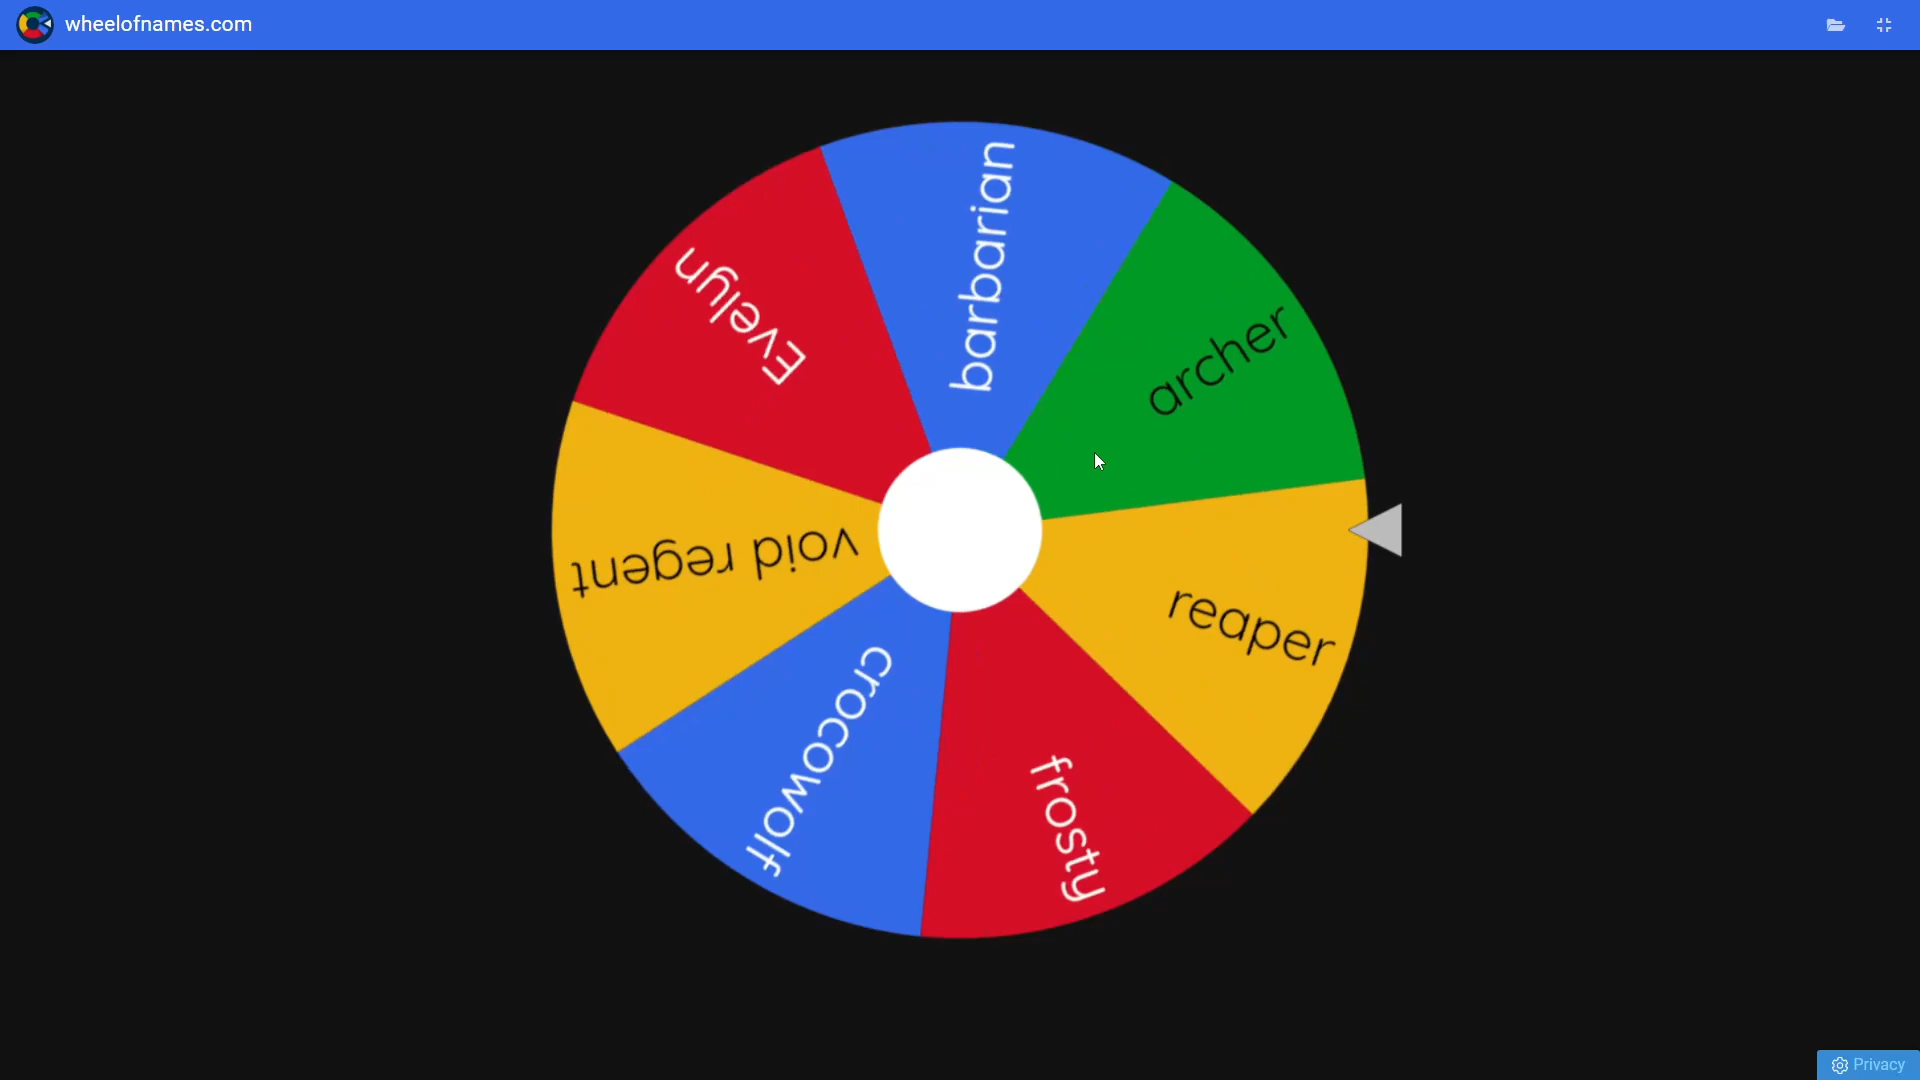 wheelofnames.com
barbarian
archer
Evelyn
void regent
reaper
crocowolf
frosty
Privacy